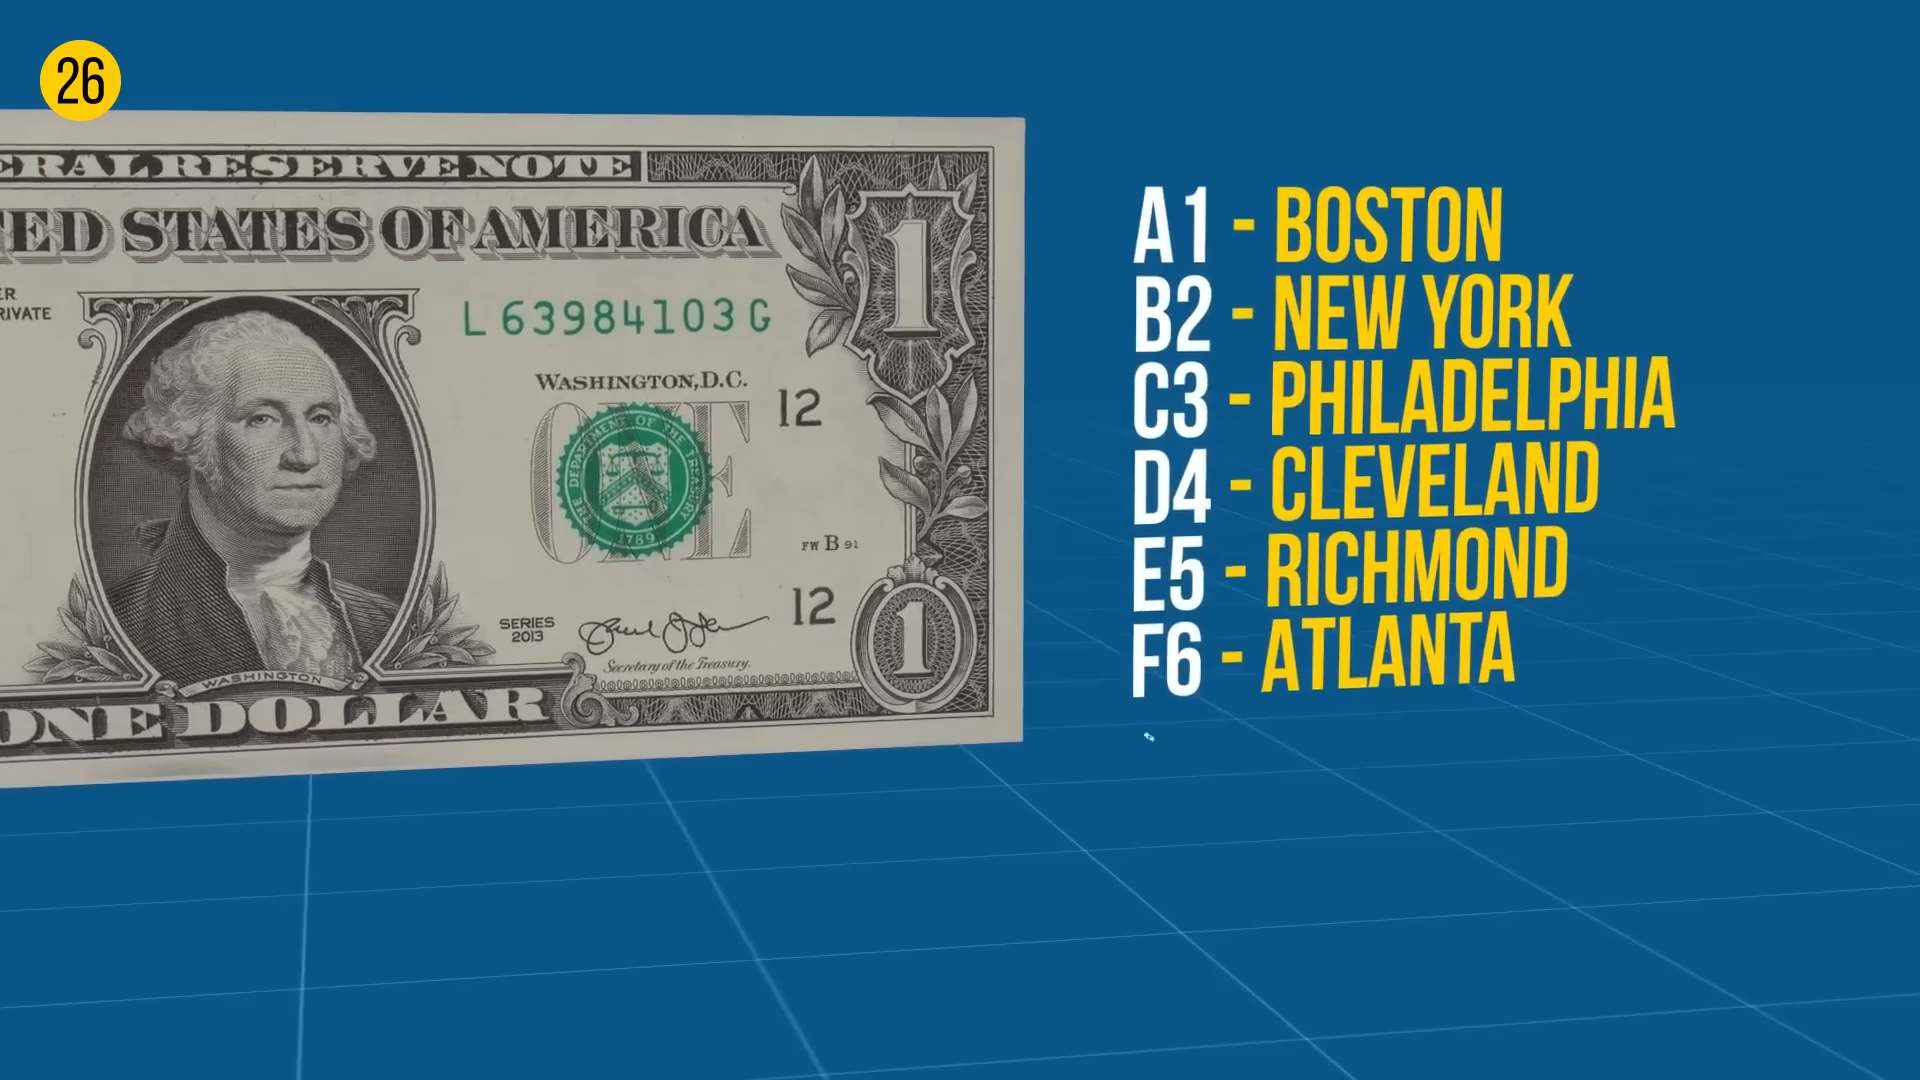 26
ERAL RESERVE NOTE
ED STATES OF AMERICA
1
ER
RIVATE
L 63984103 G
WASHINGTON, D.C.
12
ONE
THE DEPARTMENT OF THE TREASURY
1789
FW B 91
12
SERIES
2013
Secretary of the Treasury.
1
WASHINGTON
ONE DOLLAR
A1 - BOSTON
B2 - NEW YORK
C3 - PHILADELPHIA
D4 - CLEVELAND
E5 - RICHMOND
F6 - ATLANTA